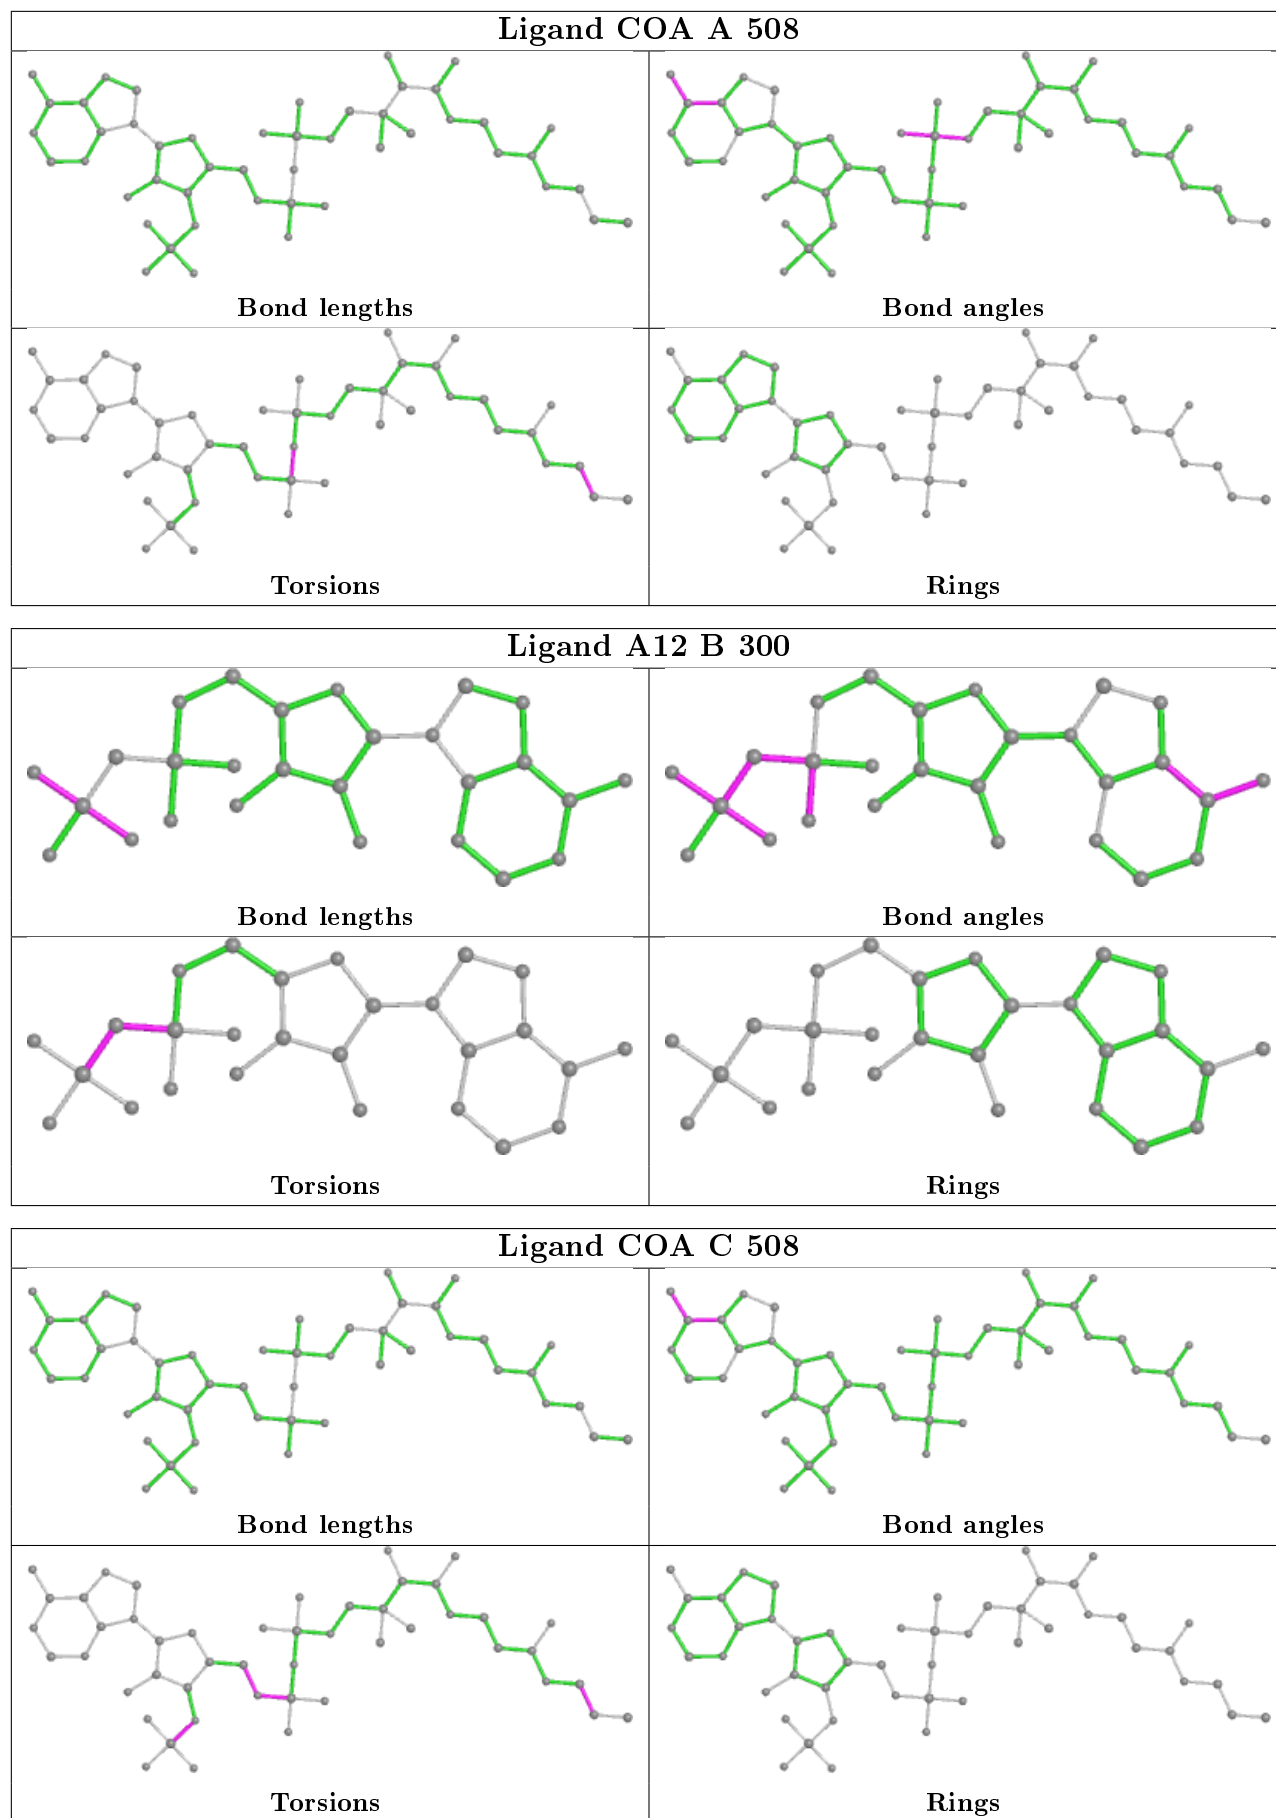 Ligand COA A 508
Bond lengths
Bond angles
Torsions
Rings
Ligand A12 B 300
Bond lengths
Bond angles
Torsions
Rings
Ligand COA C 508
Bond lengths
Bond angles
Torsions
Rings